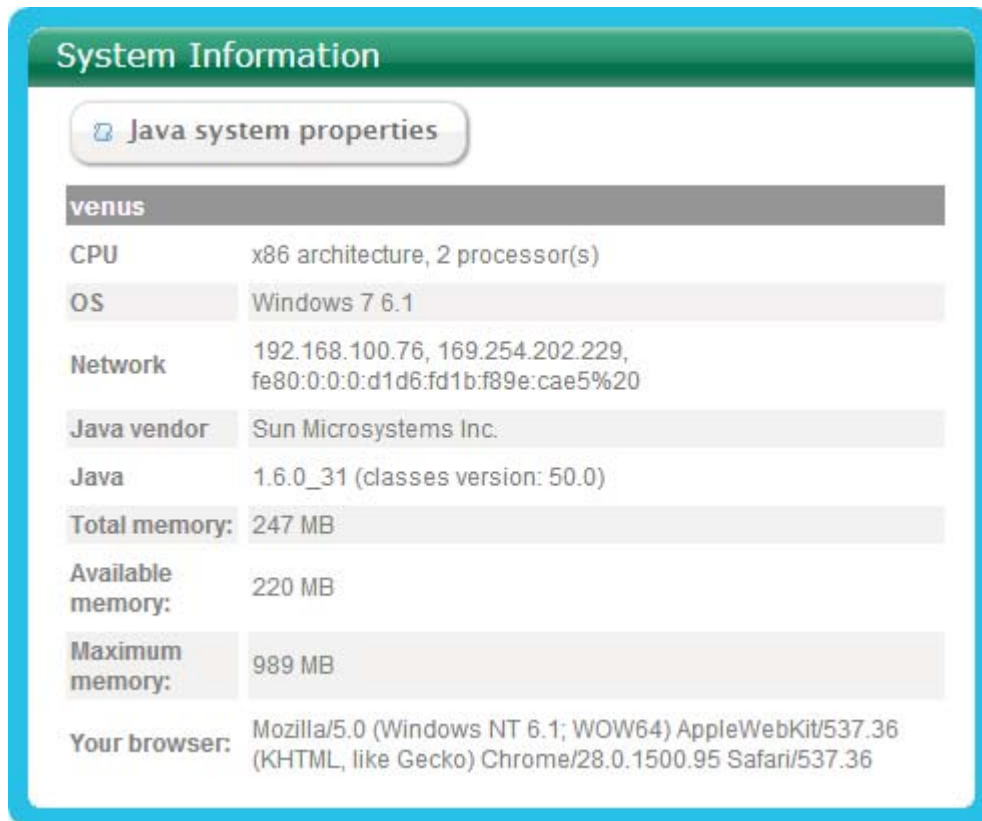 System Information
Java system properties
venus
CPU x86 architecture, 2 processor(s)
OS Windows 7 6.1
Network 192.168.100.76, 169.254.202.229,
fe80:0:0:0:d1d6:fd1b:f89e:cae5%20
Java vendor Sun Microsystems Inc.
Java 1.6.0_31 (classes version: 50.0)
Total memory: 247 MB
Available
memory: 220 MB
Maximum
memory: 989 MB
Your browser: Mozilla/5.0 (Windows NT 6.1; WOW64) AppleWebKit/537.36
(KHTML, like Gecko) Chrome/28.0.1500.95 Safari/537.36